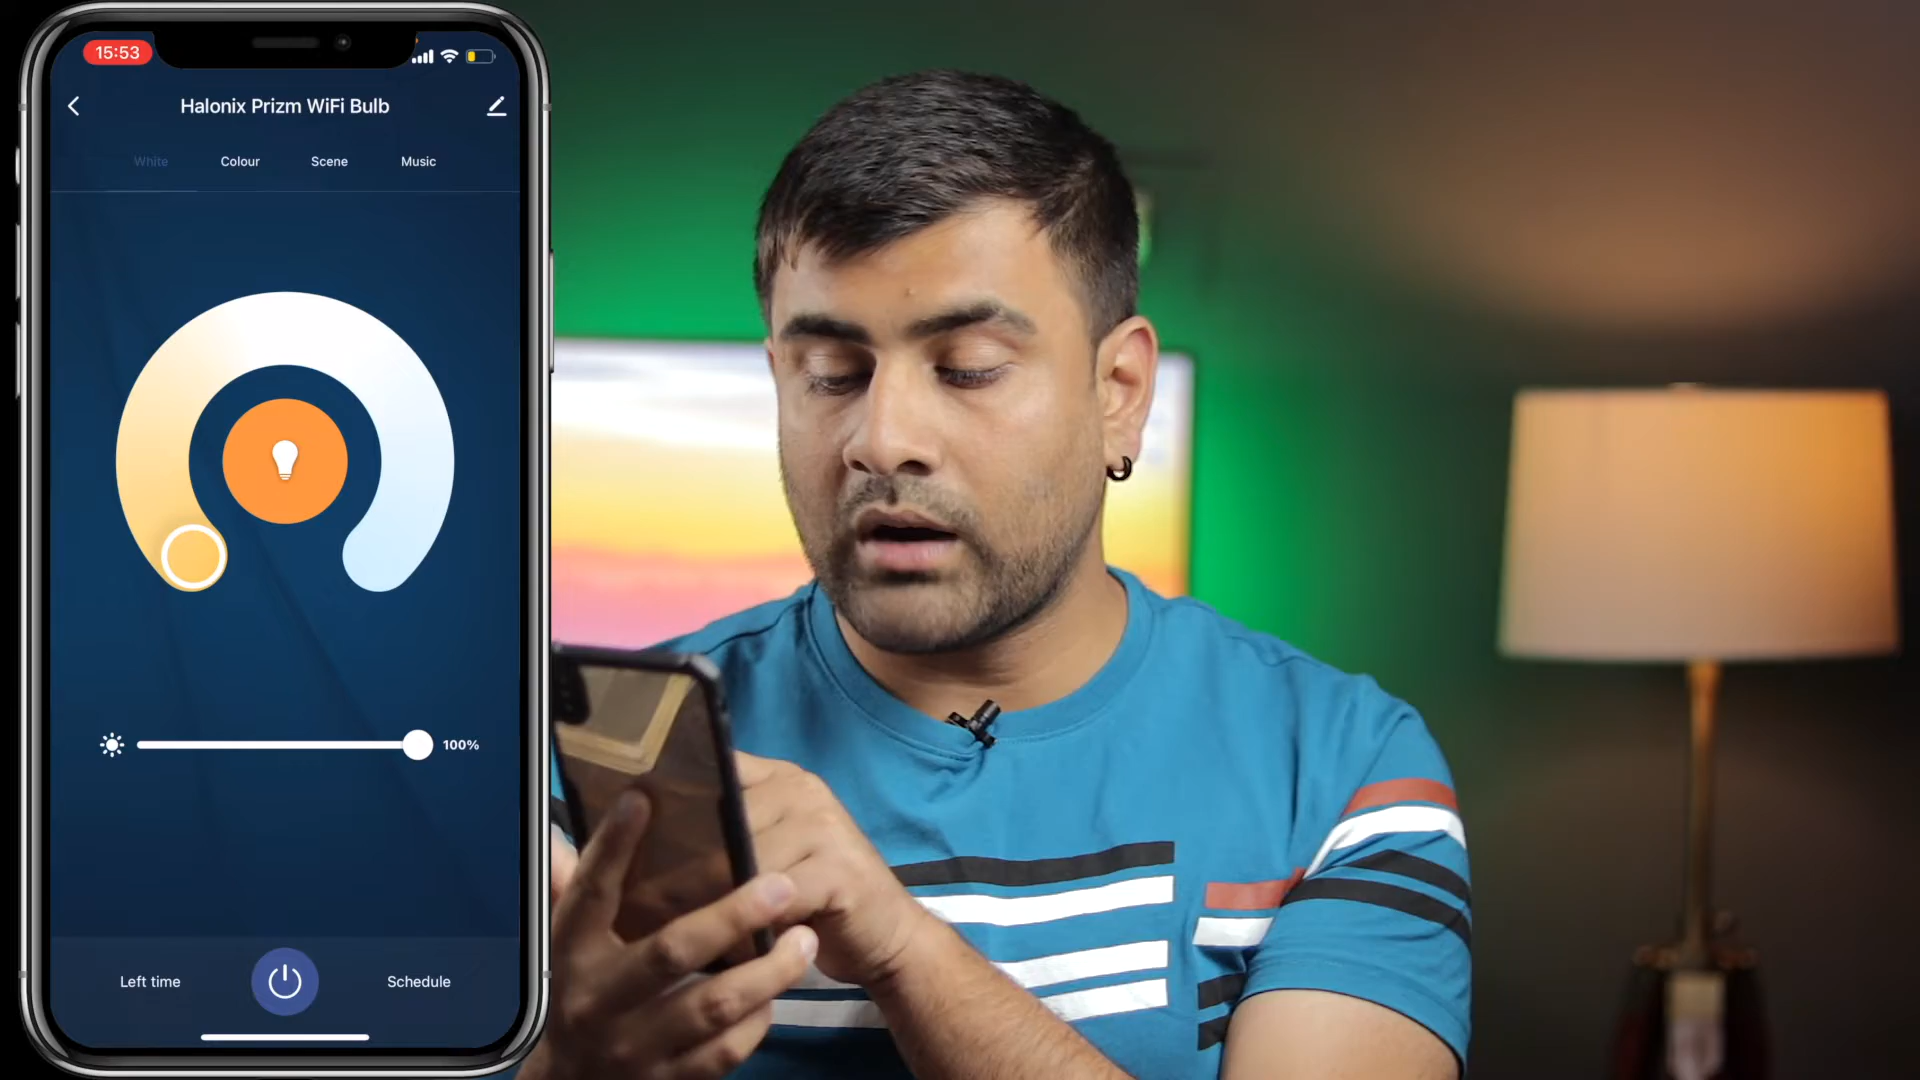 15:53
Halonix Prizm WiFi Bulb
White Colour Scene Music
100%
Left time Schedule